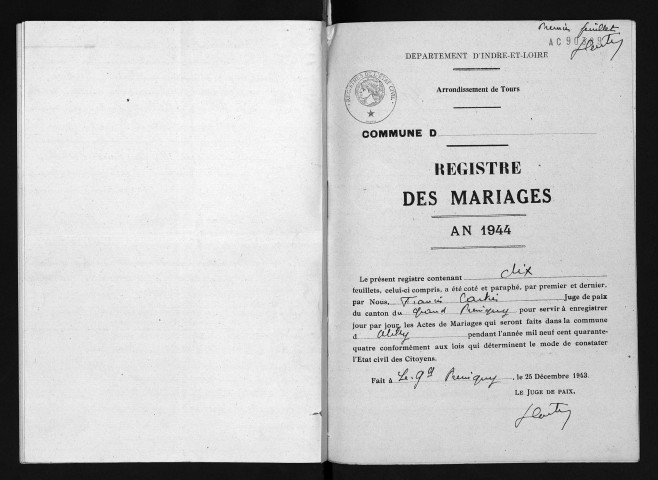 Premier feuillet
DEPARTEMENT D'INDRE-ET-LOIRE
Arrondissement de Tours
COMMUNE D
REGISTRE
DES MARIAGES
AN 1944
Le présent registre contenant dix
feuillets, celui-ci compris, a été coté et paraphé, par premier et dernier,
par Nous, Juge de paix
du canton du Grand Pressigny pour servir à enregistrer
jour par jour, les Actes de Mariages qui seront faits dans la commune
d pendant l'année mil neuf cent quarante-
quatre conformément aux lois qui déterminent le mode de constater
l'Etat civil des Citoyens.
Fait à Le Gd Pressigny, le 25 Décembre 1943.
LE JUGE DE PAIX.